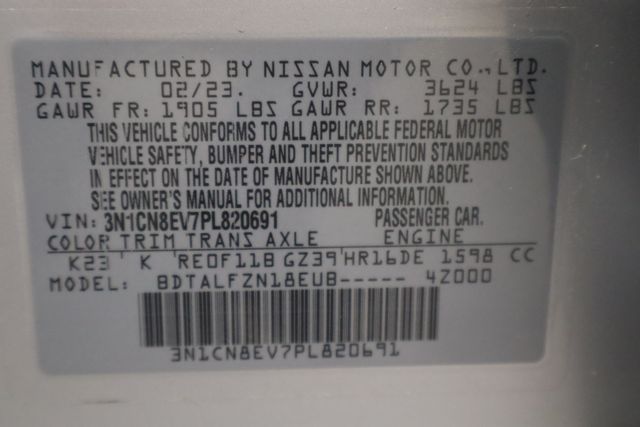 MANUFACTURED BY NISSAN MOTOR CO., LTD.
DATE: 02/23. GVWR: 3624 LBS
GAWR FR: 1905 LBS GAWR RR: 1735 LBS
THIS VEHICLE CONFORMS TO ALL APPLICABLE FEDERAL MOTOR
VEHICLE SAFETY, BUMPER AND THEFT PREVENTION STANDARDS
IN EFFECT ON THE DATE OF MANUFACTURE SHOWN ABOVE.
SEE OWNER'S MANUAL FOR ADDITIONAL INFORMATION.
VIN: 3N1CN8EV7PL820691 PASSENGER CAR.
COLOR TRIM TRANS AXLE ENGINE
K23 K RE0F11B GZ39 HR16DE 1598 CC
MODEL: BDTALFZN18EUB----- 4Z000
3N1CN8EV7PL820691